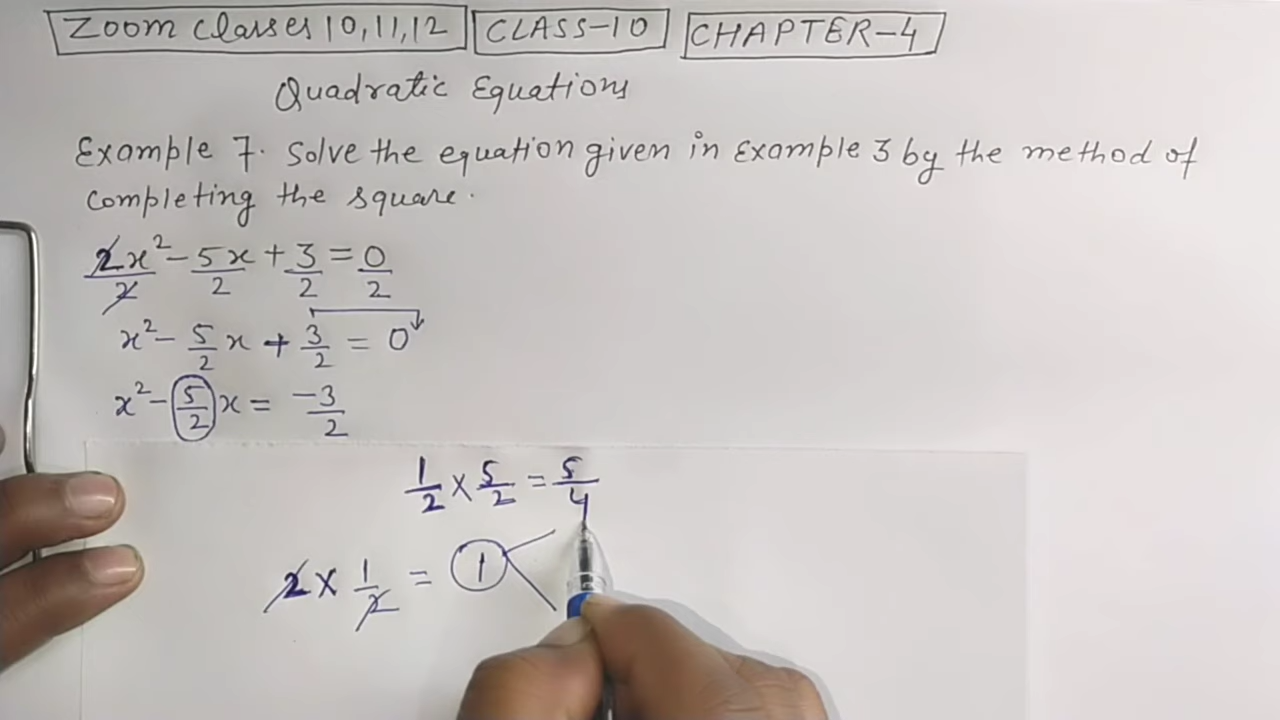 Zoom Classes 10,11,12 CLASS-10 CHAPTER-4
Quadratic Equations
Example 7. Solve the equation given in Example 3 by the method of
completing the square.
2x²/2 - 5x/2 + 3/2 = 0/2
x² - 5/2 x + 3/2 = 0
x² - 5/2 x = -3/2
1/2 × 5/2 = 5/4
2 × 1/2 = 1